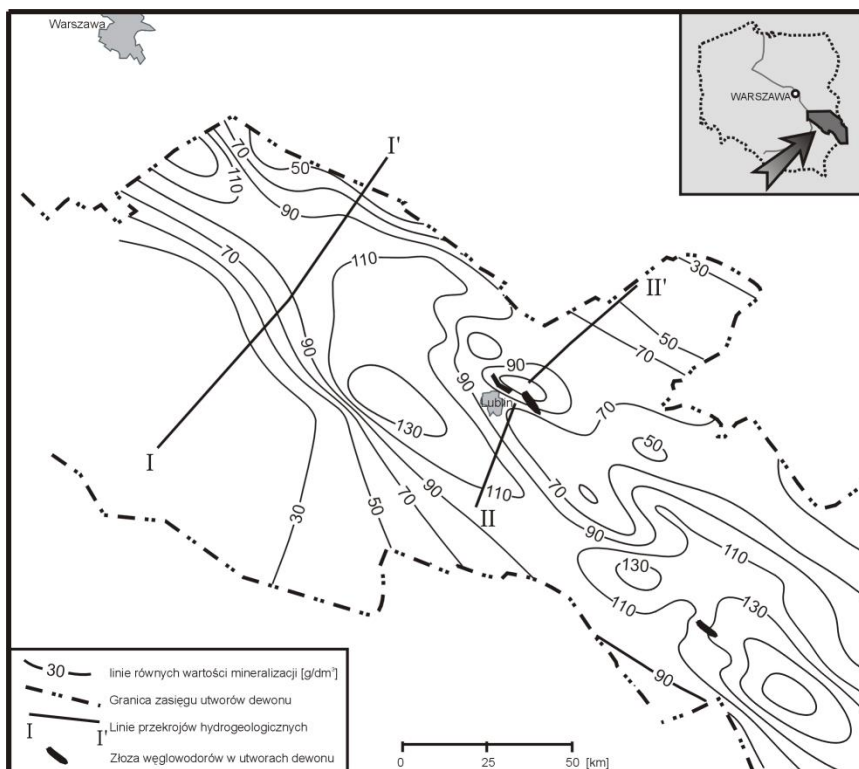 Warszawa
WARSZAWA
I'
70
50
110
90
110
70
30
II'
50
90
70
90
90
Lublin
70
130
50
I
110
70
30
50
70
90
II
90
110
130
110
130
90
30 linie równych wartości mineralizacji [g/dm³]
Granica zasięgu utworów dewonu
I I' Linie przekrojów hydrogeologicznych
Złoża węglowodorów w utworach dewonu
0 25 50 [km]